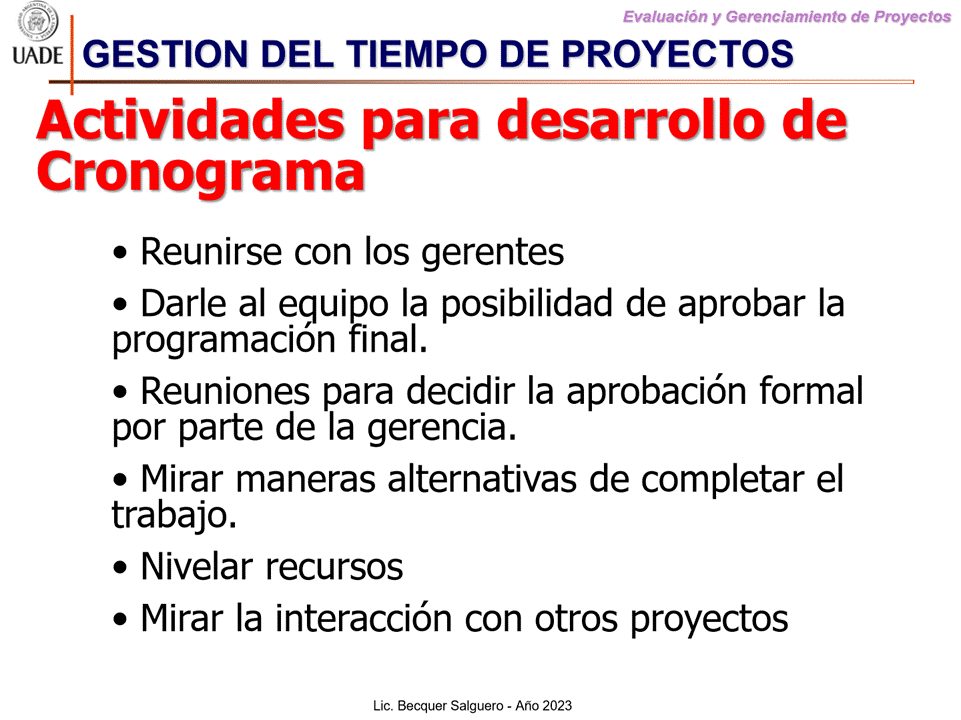 Evaluación y Gerenciamiento de Proyectos
UADE
GESTION DEL TIEMPO DE PROYECTOS
Actividades para desarrollo de
Cronograma
• Reunirse con los gerentes
• Darle al equipo la posibilidad de aprobar la
programación final.
• Reuniones para decidir la aprobación formal
por parte de la gerencia.
• Mirar maneras alternativas de completar el
trabajo.
• Nivelar recursos
• Mirar la interacción con otros proyectos
Lic. Becquer Salguero - Año 2023